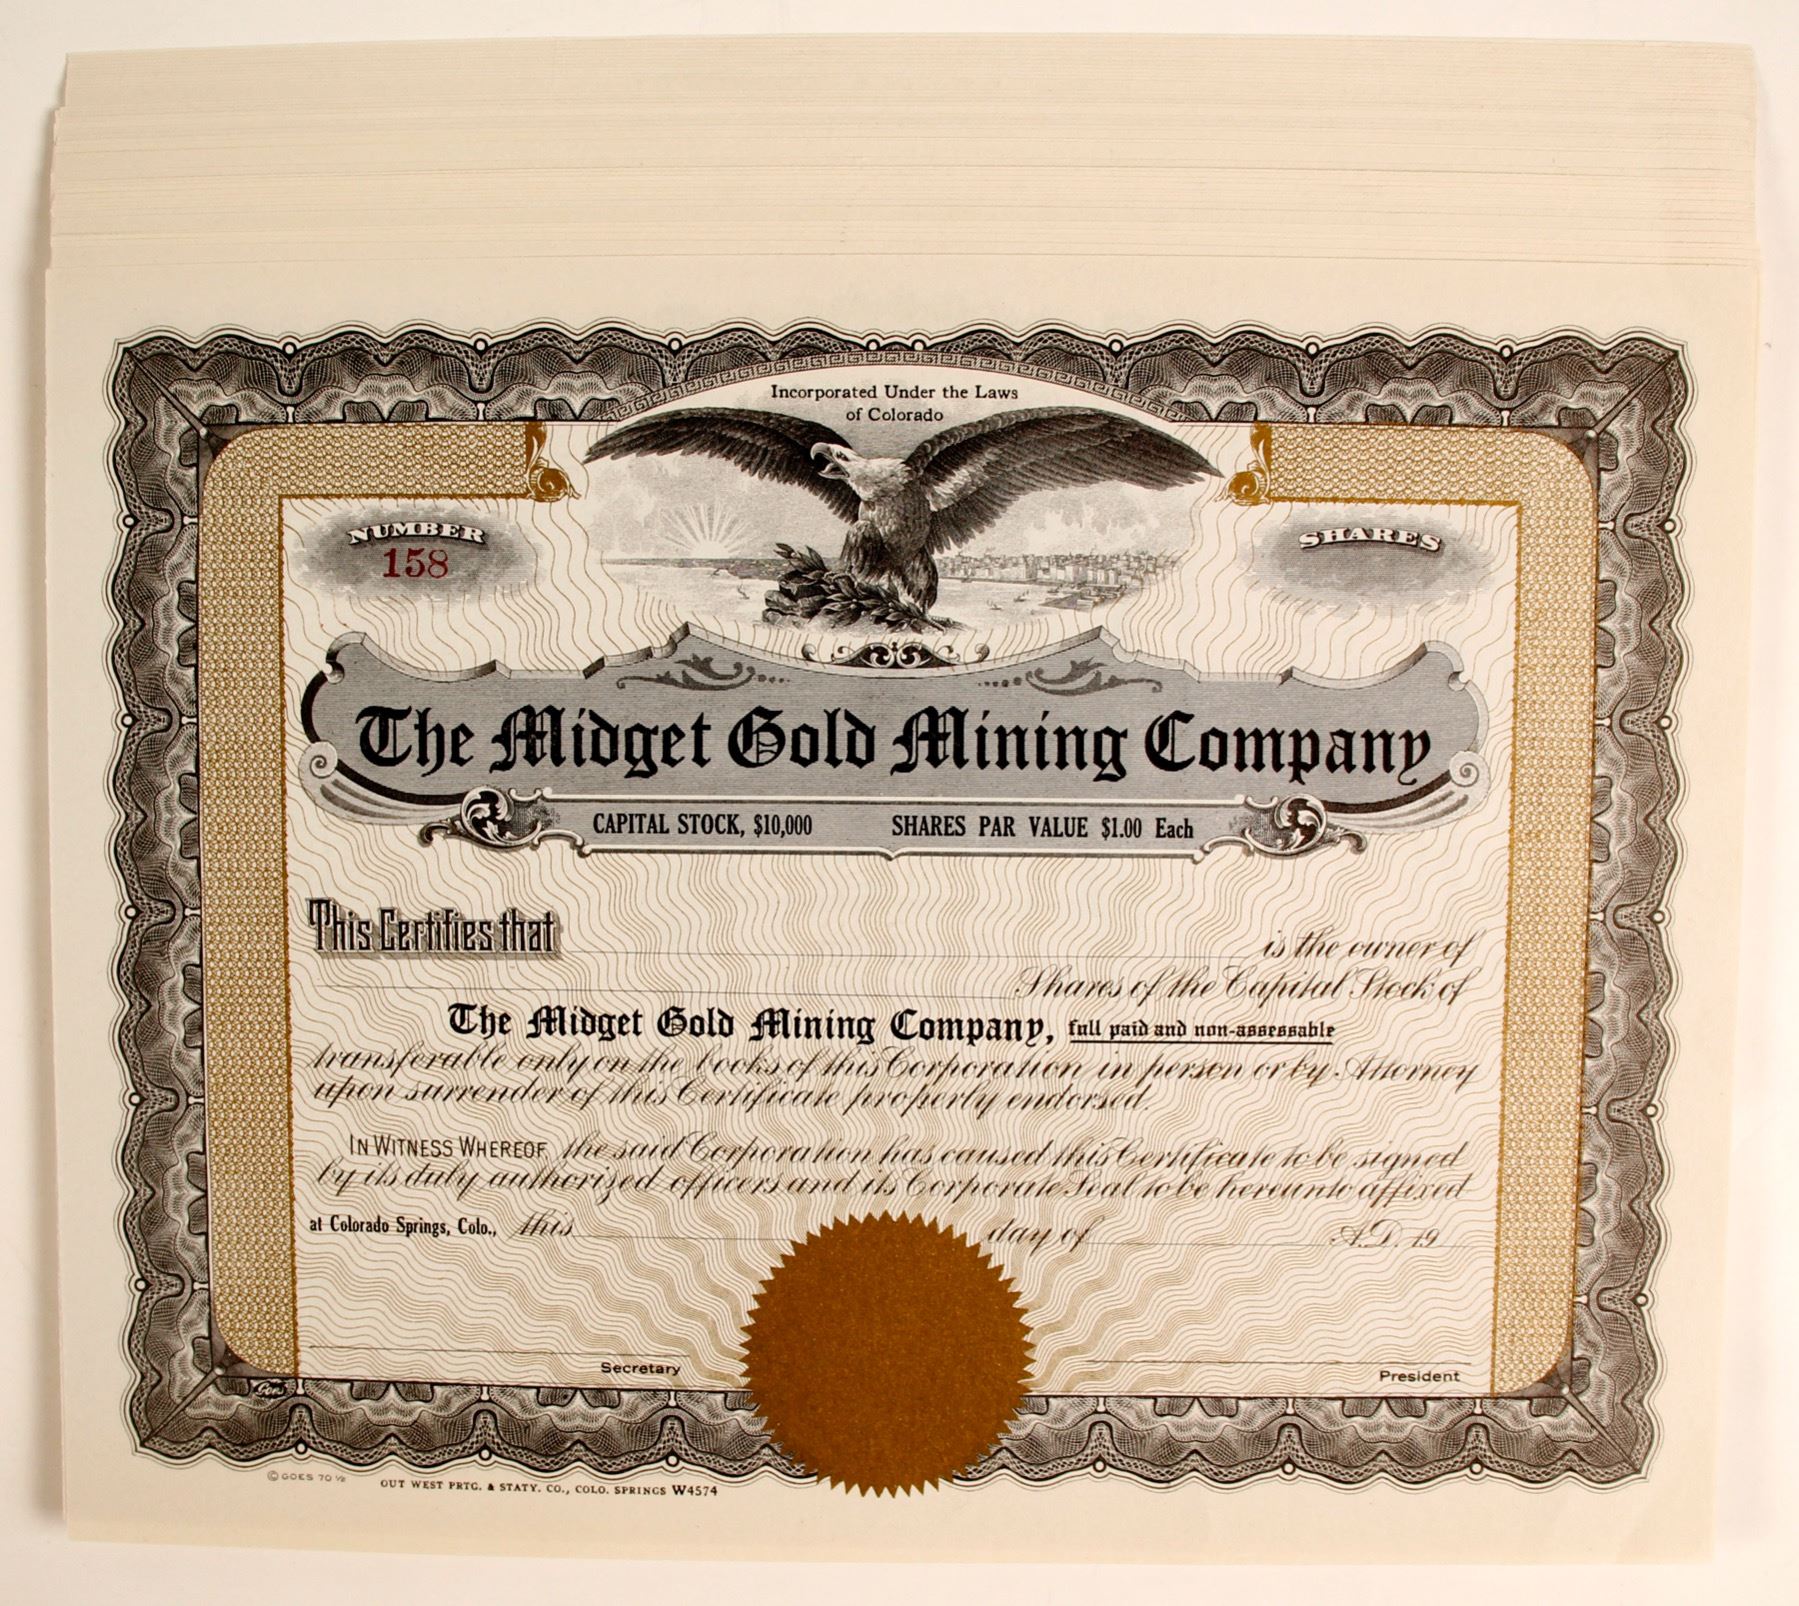 Incorporated Under the Laws
of Colorado
NUMBER
158
SHARES
The Midget Gold Mining Company
CAPITAL STOCK, $10,000 SHARES PAR VALUE $1.00 Each
This Certifies that is the owner of
Shares of the Capital Stock of
The Midget Gold Mining Company, full paid and non-assessable
transferable only on the books of this Corporation in person or by Attorney
upon surrender of this Certificate properly endorsed.
IN WITNESS WHEREOF, the said Corporation has caused this Certificate to be signed
by its duly authorized officers and its Corporate Seal to be hereunto affixed
at Colorado Springs, Colo., this day of A.D. 19
Secretary
President
Goes
© GOES 70 ½
OUT WEST PRTG. & STATY. CO., COLO. SPRINGS W4574